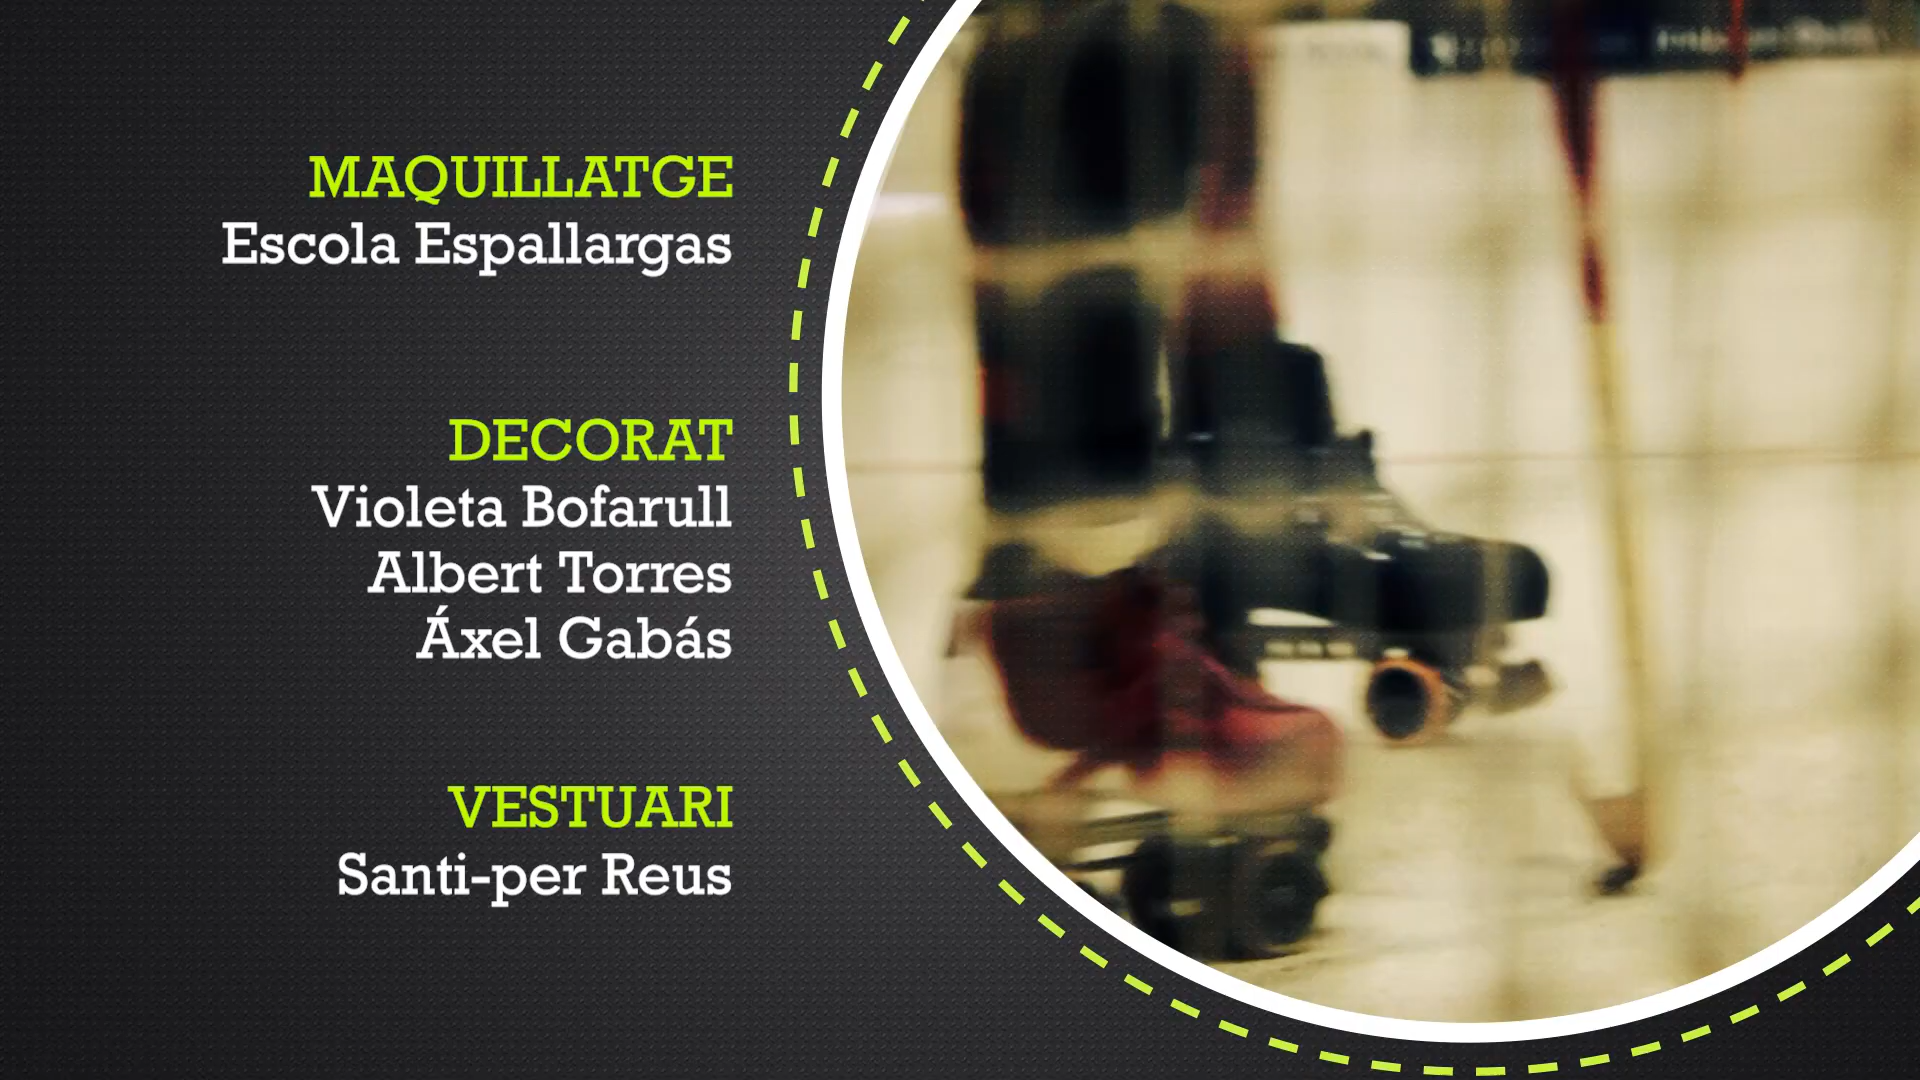 MAQUILLATGE
Escola Espallargas
DECORAT
Violeta Bofarull
Albert Torres
Áxel Gabás
VESTUARI
Santi-per Reus